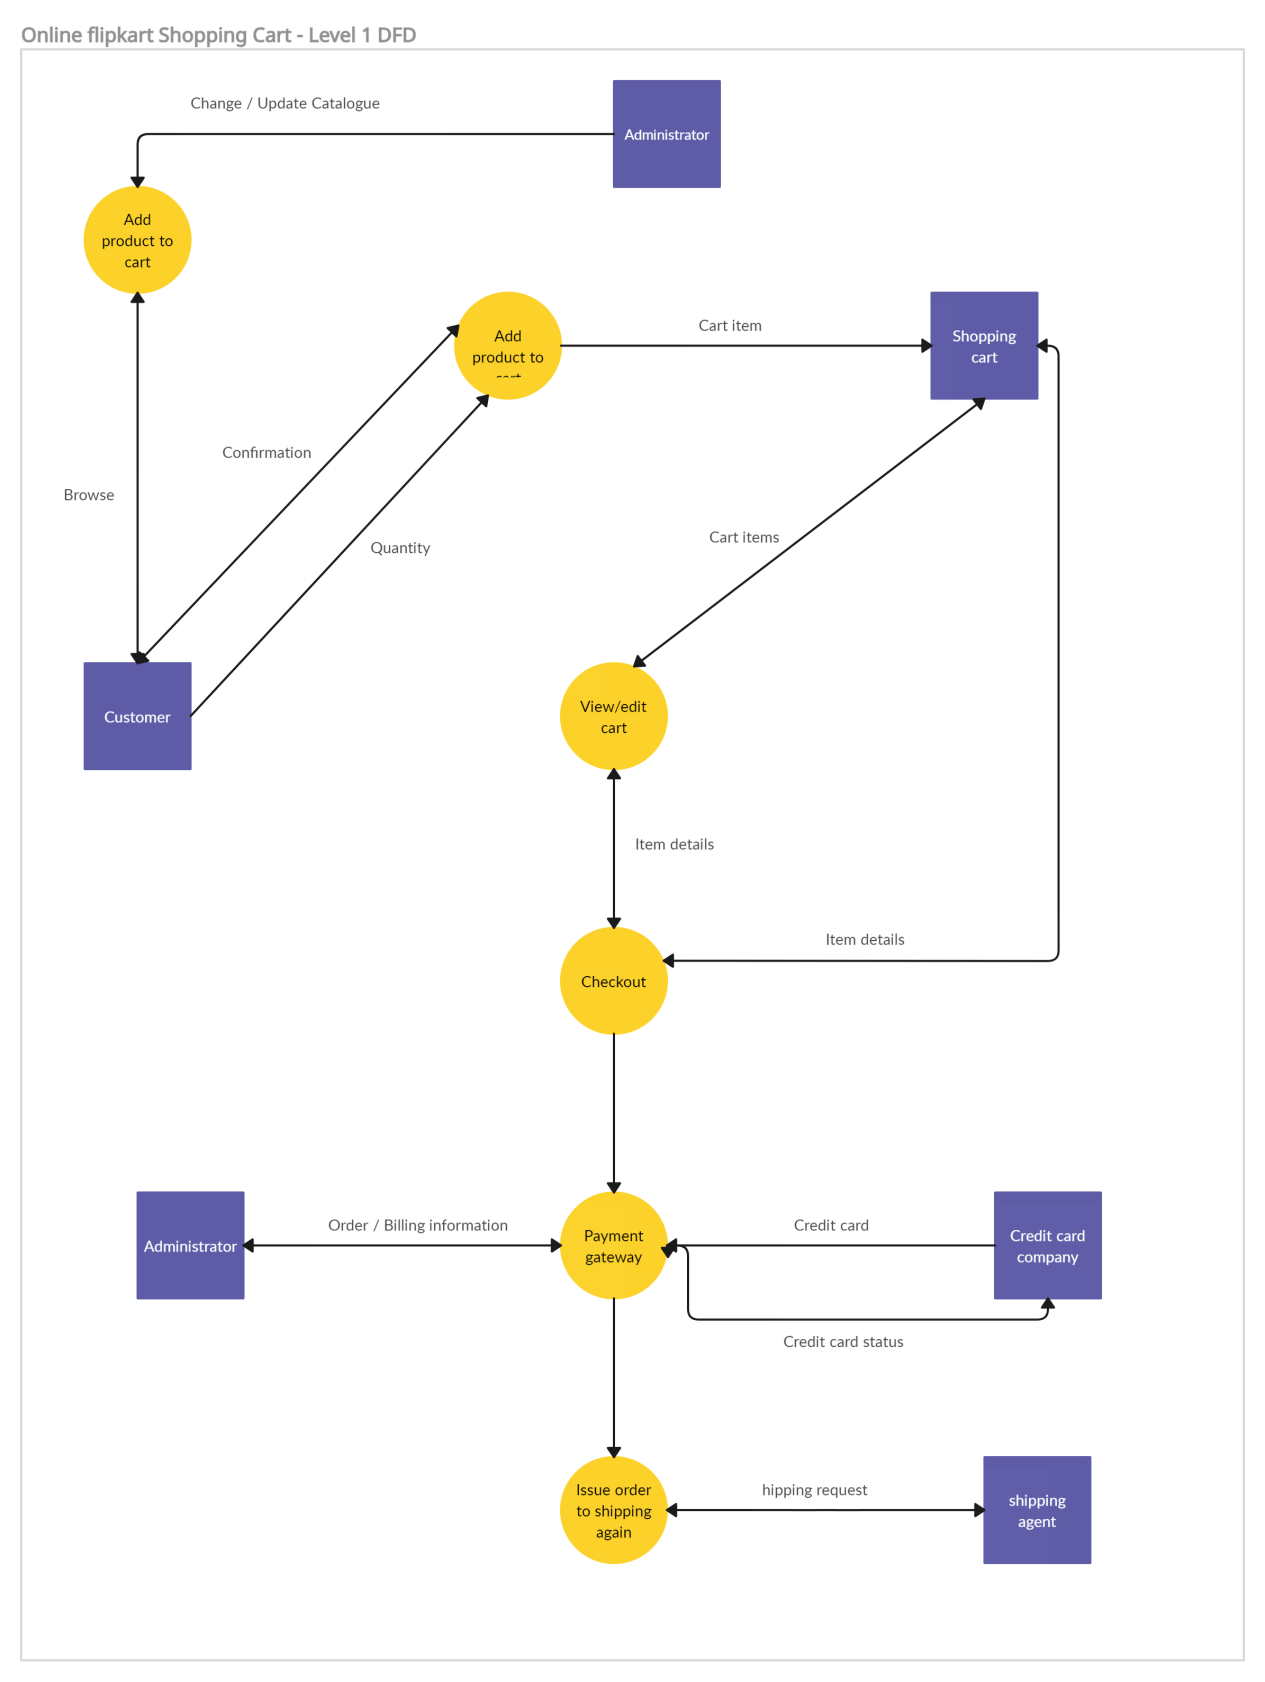 Online flipkart Shopping Cart - Level 1 DFD
Change / Update Catalogue
Administrator
Add
product to
cart
Add
product to
cart
Cart item
Shopping
cart
Confirmation
Browse
Quantity
Cart items
Customer
View/edit
cart
Item details
Item details
Checkout
Administrator
Order / Billing information
Payment
gateway
Credit card
Credit card
company
Credit card status
Issue order
to shipping
again
hipping request
shipping
agent